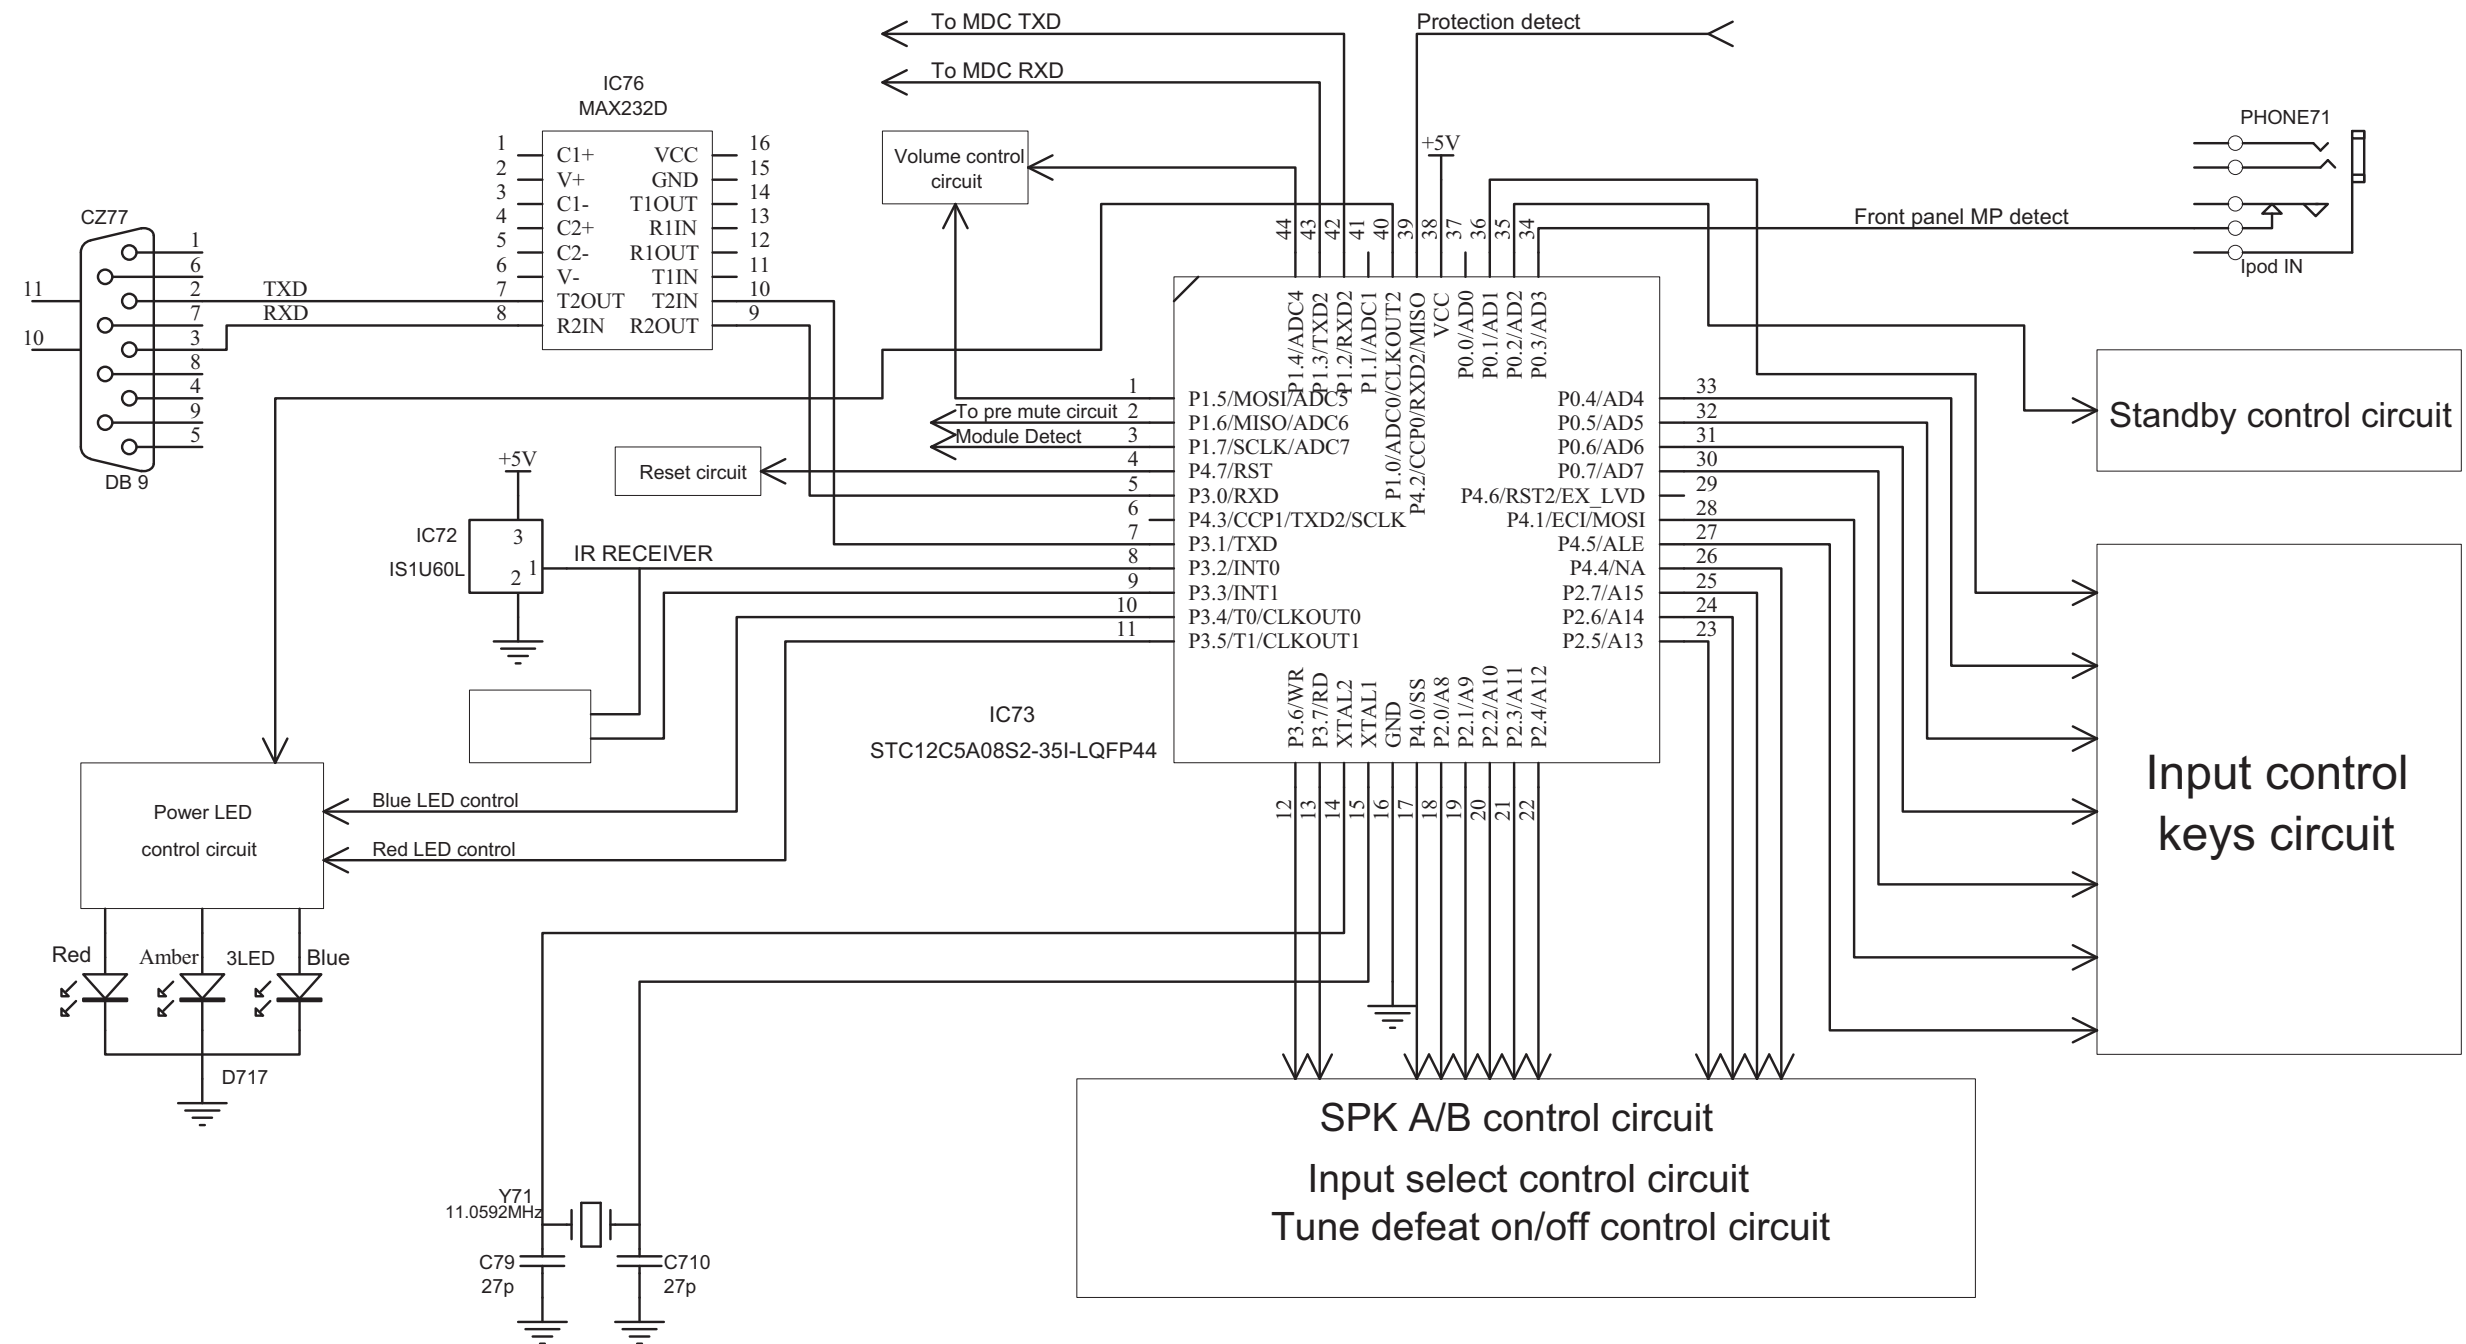 To MDC TXD
To MDC RXD
Protection detect
IC76
MAX232D
1 C1+ VCC 16
2 V+ GND 15
3 C1- T1OUT 14
4 C2+ R1IN 13
5 C2- R1OUT 12
6 V- T1IN 11
7 T2OUT T2IN 10
8 R2IN R2OUT 9
TXD
RXD
CZ77
1
6
2
7
3
8
4
9
5
11
10
DB 9
Volume control
circuit
+5V
PHONE71
Front panel MP detect
Ipod IN
44 P1.4/ADC4
43 P1.3/TXD2
42 P1.2/RXD2
41 P1.1/ADC1
40 P1.0/ADC0/CLKOUT2
39 P4.2/CCP0/RXD2/MISO
38 VCC
37 P0.0/AD0
36 P0.1/AD1
35 P0.2/AD2
34 P0.3/AD3
1 P1.5/MOSI/ADC5
To pre mute circuit 2 P1.6/MISO/ADC6
Module Detect 3 P1.7/SCLK/ADC7
4 P4.7/RST
5 P3.0/RXD
6 P4.3/CCP1/TXD2/SCLK
7 P3.1/TXD
8 P3.2/INT0
9 P3.3/INT1
10 P3.4/T0/CLKOUT0
11 P3.5/T1/CLKOUT1
P0.4/AD4 33
P0.5/AD5 32
P0.6/AD6 31
P0.7/AD7 30
P4.6/RST2/EX_LVD 29
P4.1/ECI/MOSI 28
P4.5/ALE 27
P4.4/NA 26
P2.7/A15 25
P2.6/A14 24
P2.5/A13 23
P3.6/WR 12
P3.7/RD 13
XTAL2 14
XTAL1 15
GND 16
P4.0/SS 17
P2.0/A8 18
P2.1/A9 19
P2.2/A10 20
P2.3/A11 21
P2.4/A12 22
IC73
STC12C5A08S2-35I-LQFP44
Reset circuit
+5V
IC72
IS1U60L
3
1
2
IR RECEIVER
Standby control circuit
Input control
keys circuit
Power LED
control circuit
Blue LED control
Red LED control
Red
Amber
3LED
Blue
D717
Y71
11.0592MHz
C79
27p
C710
27p
SPK A/B control circuit
Input select control circuit
Tune defeat on/off control circuit